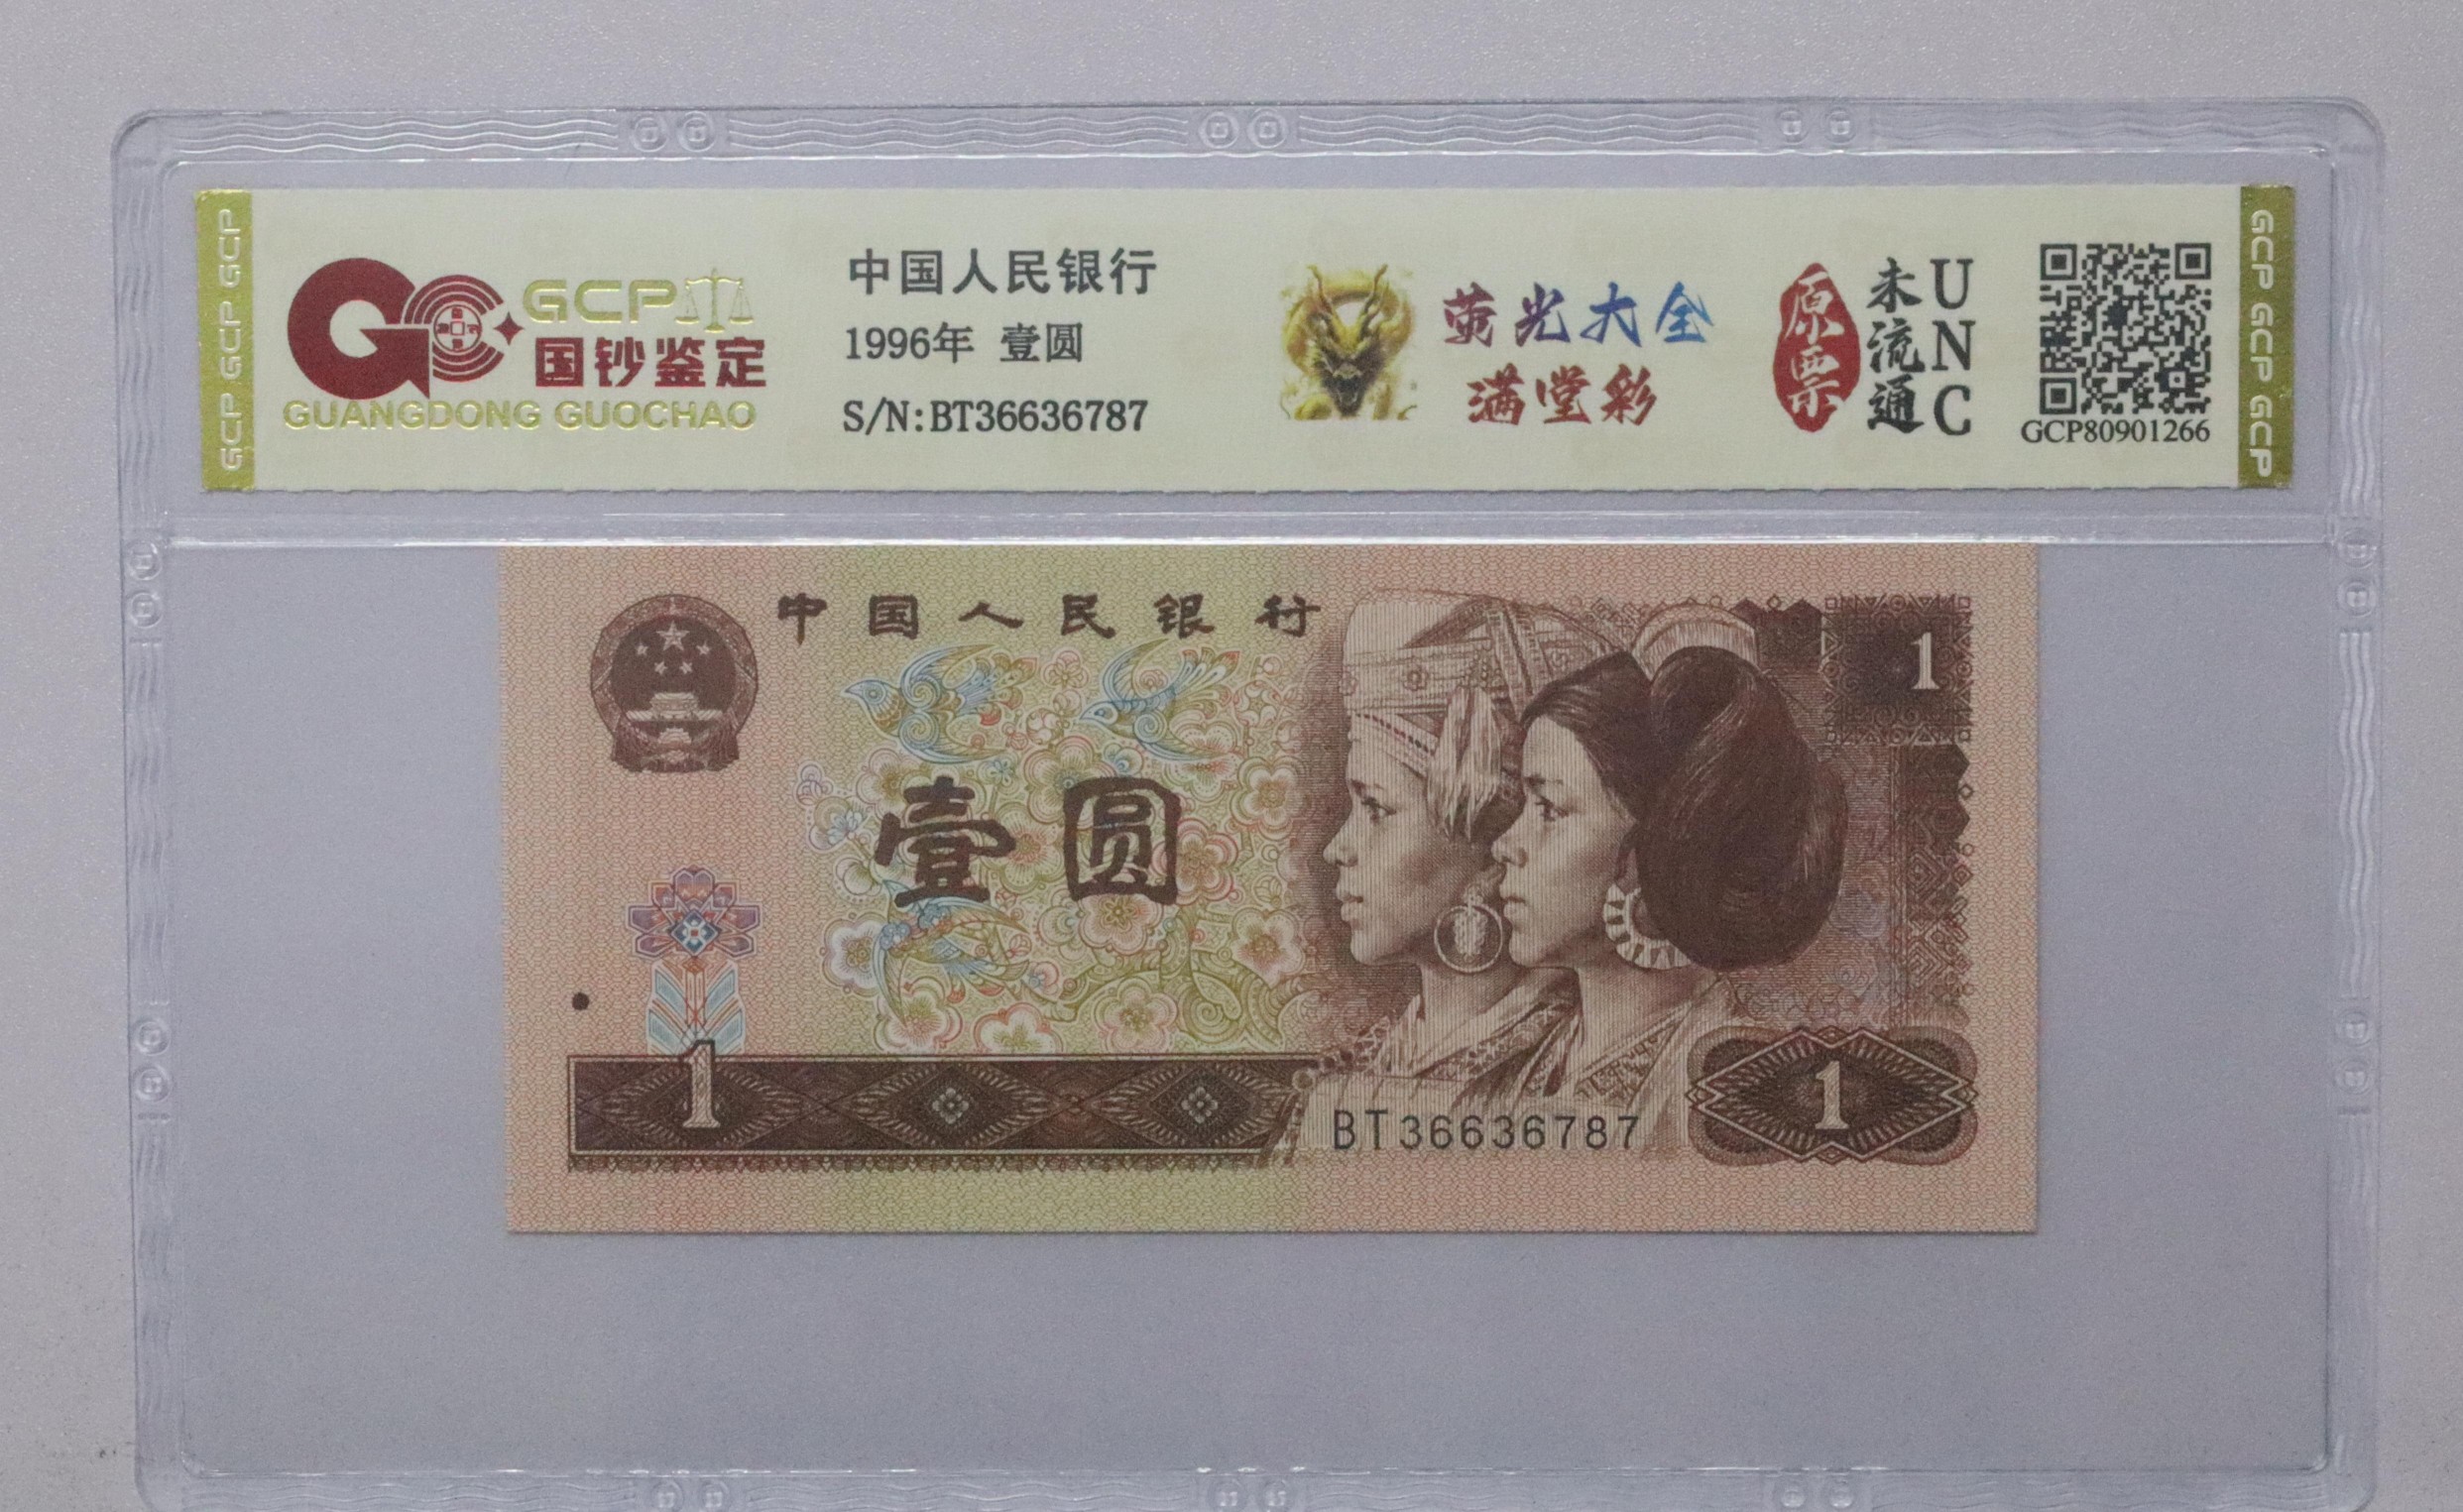 GCP GCP GCP
GCP
国钞鉴定
GUANGDONG GUOCHAO
中国人民银行
1996年 壹圆
S/N:BT36636787
萤光大全
满堂彩
原票
未流通
UNC
GCP80901266
GCP GCP GCP
中国人民银行
1
壹圆
1
BT36636787
1